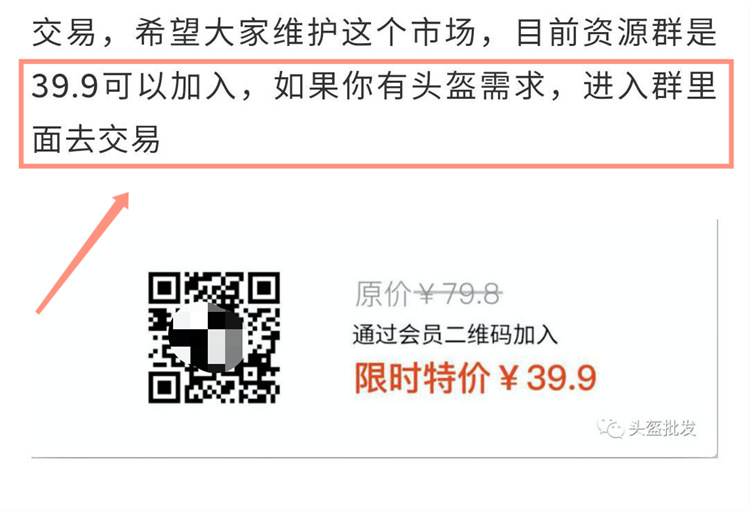 交易，希望大家维护这个市场，目前资源群是
39.9可以加入，如果你有头盔需求，进入群里
面去交易
原价￥79.8
通过会员二维码加入
限时特价￥39.9
头盔批发